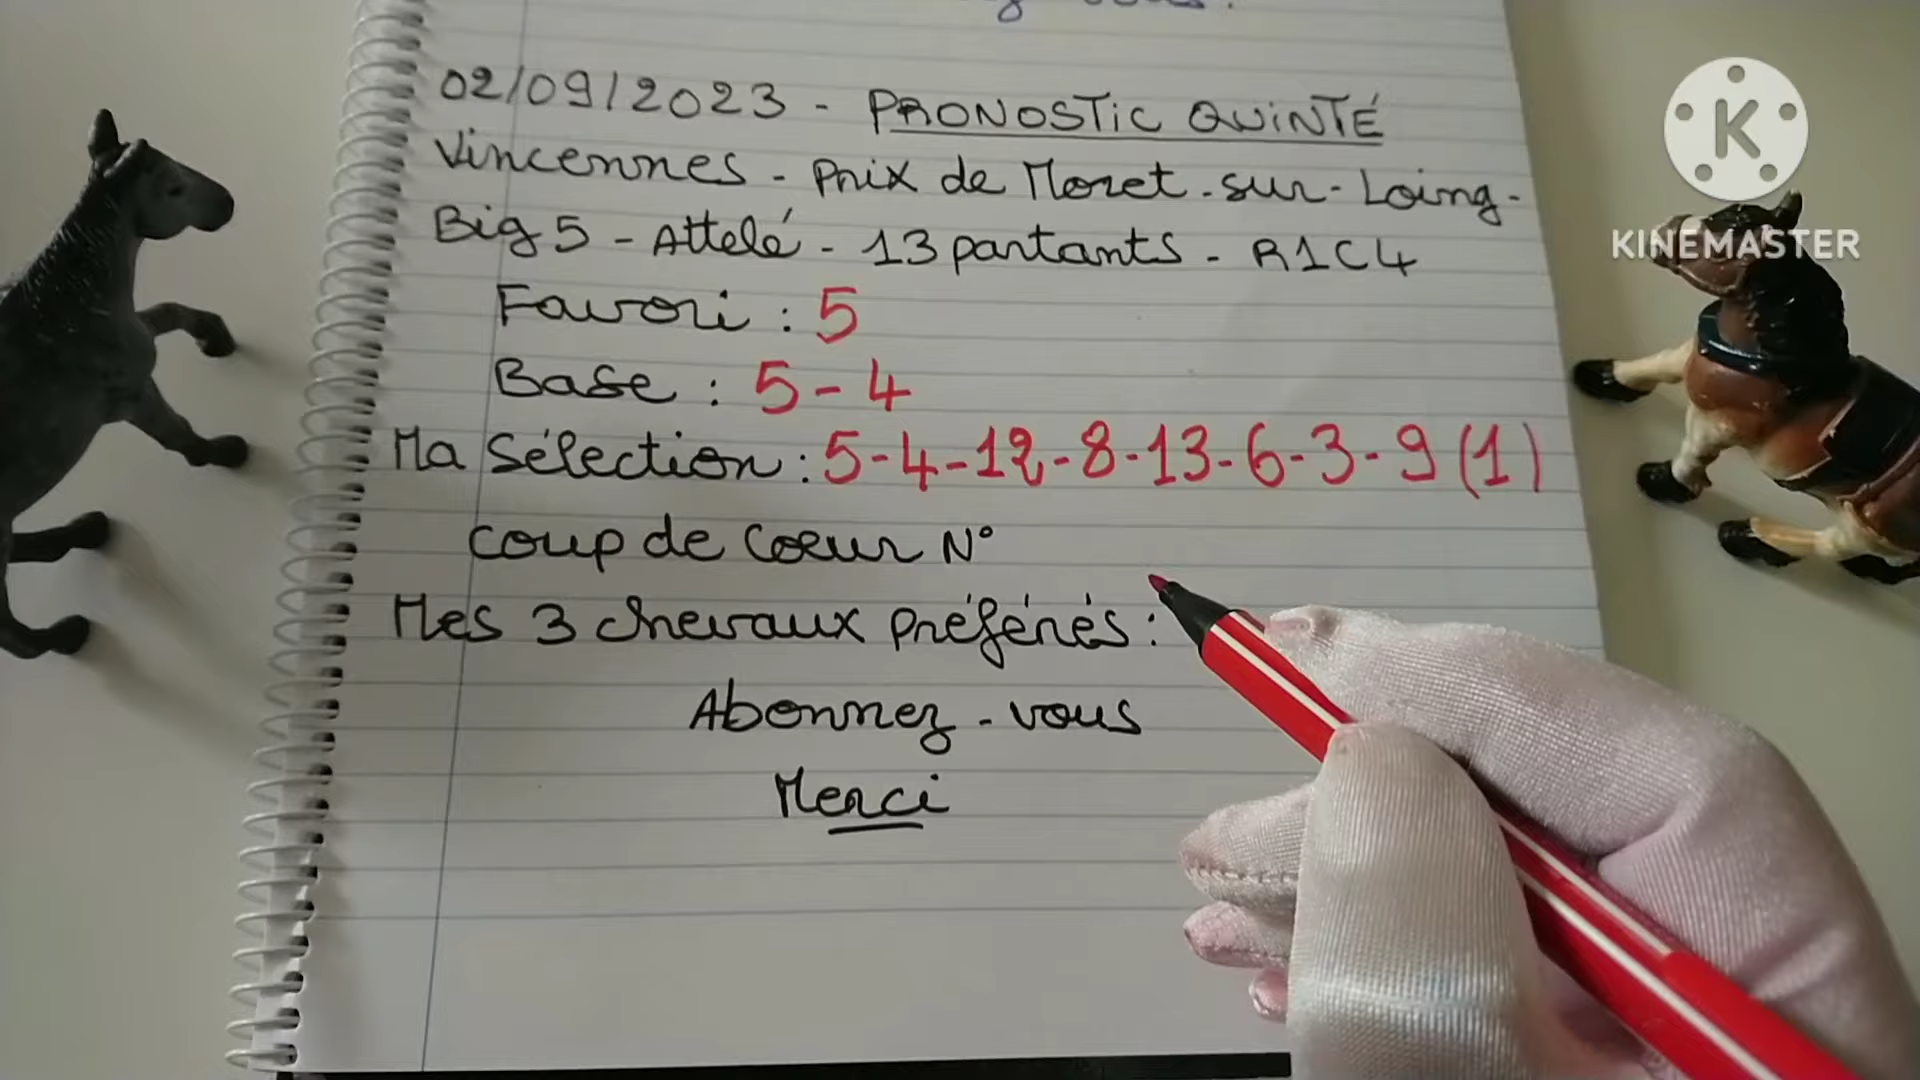 02/09/2023 - PRONOSTIC QUINTÉ
Vincennes - Prix de Moret-sur-Loing-
Big 5 - Attelé - 13 partants - R1C4
Favori : 5
Base : 5-4
Ma Sélection : 5-4-12-8-13-6-3-9 (1)
Coup de Coeur N°
Mes 3 chevaux préférés :
Abonnez-vous
Merci
K
KINEMASTER